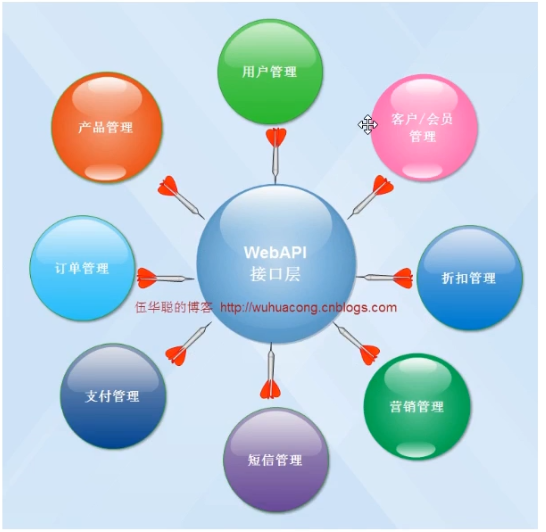 用户管理
产品管理
客户/会员
管理
WebAPI
接口层
订单管理
折扣管理
伍华聪的博客 http://wuhuacong.cnblogs.com
支付管理
营销管理
短信管理